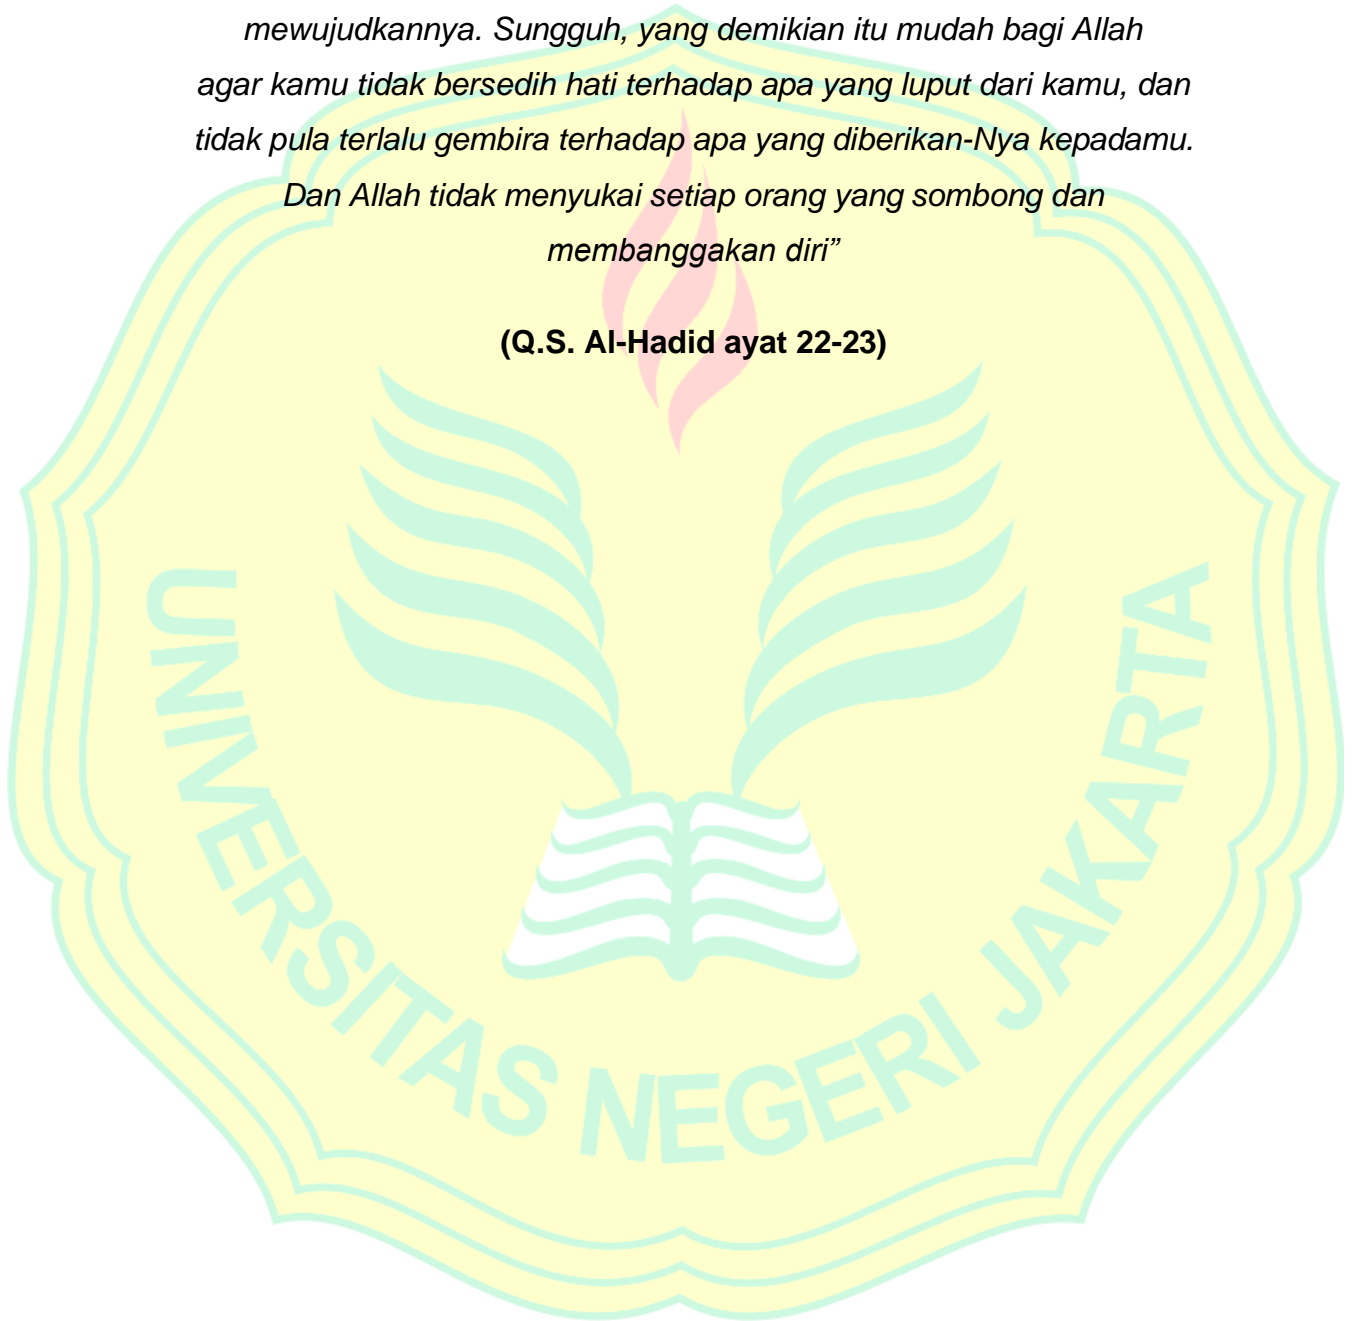 mewujudkannya. Sungguh, yang demikian itu mudah bagi Allah
agar kamu tidak bersedih hati terhadap apa yang luput dari kamu, dan
tidak pula terlalu gembira terhadap apa yang diberikan-Nya kepadamu.
Dan Allah tidak menyukai setiap orang yang sombong dan
membanggakan diri”
(Q.S. Al-Hadid ayat 22-23)
UNIVERSITAS NEGERI JAKARTA